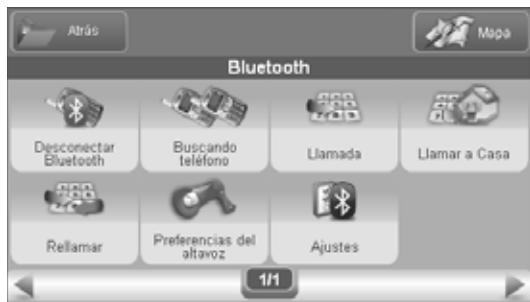 Atrás
Mapa
Bluetooth
Desconectar
Bluetooth
Buscando
teléfono
Llamada
Llamar a Casa
Rellamar
Preferencias del
altavoz
Ajustes
1/1